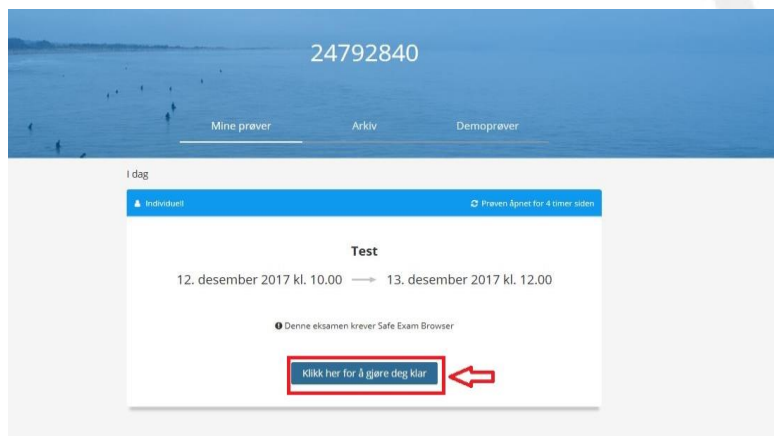 24792840
Mine prøver Arkiv Demoprøver
I dag
Individuell Prøven åpnet for 4 timer siden
Test
12. desember 2017 kl. 10.00 → 13. desember 2017 kl. 12.00
Denne eksamen krever Safe Exam Browser
Klikk her for å gjøre deg klar